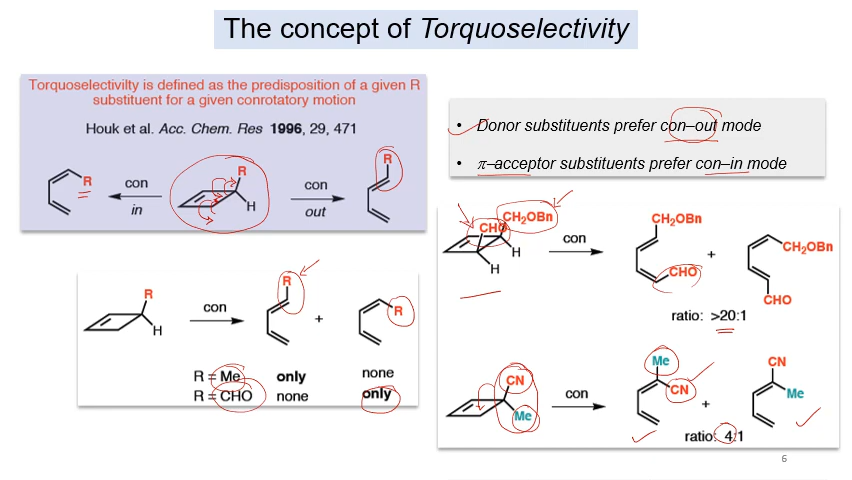 The concept of Torquoselectivity
Torquoselectivilty is defined as the predisposition of a given R
substituent for a given conrotatory motion
Houk et al. Acc. Chem. Res 1996, 29, 471
R
con
in
R
H
con
out
R
• Donor substituents prefer con–out mode
• π–acceptor substituents prefer con–in mode
R
H
con
R
+
R
R = Me only none
R = CHO none only
CHO
CH₂OBn
H
H
con
CH₂OBn
CHO
+
CH₂OBn
CHO
ratio: >20:1
CN
Me
con
Me
CN
+
CN
Me
ratio: 4:1
6